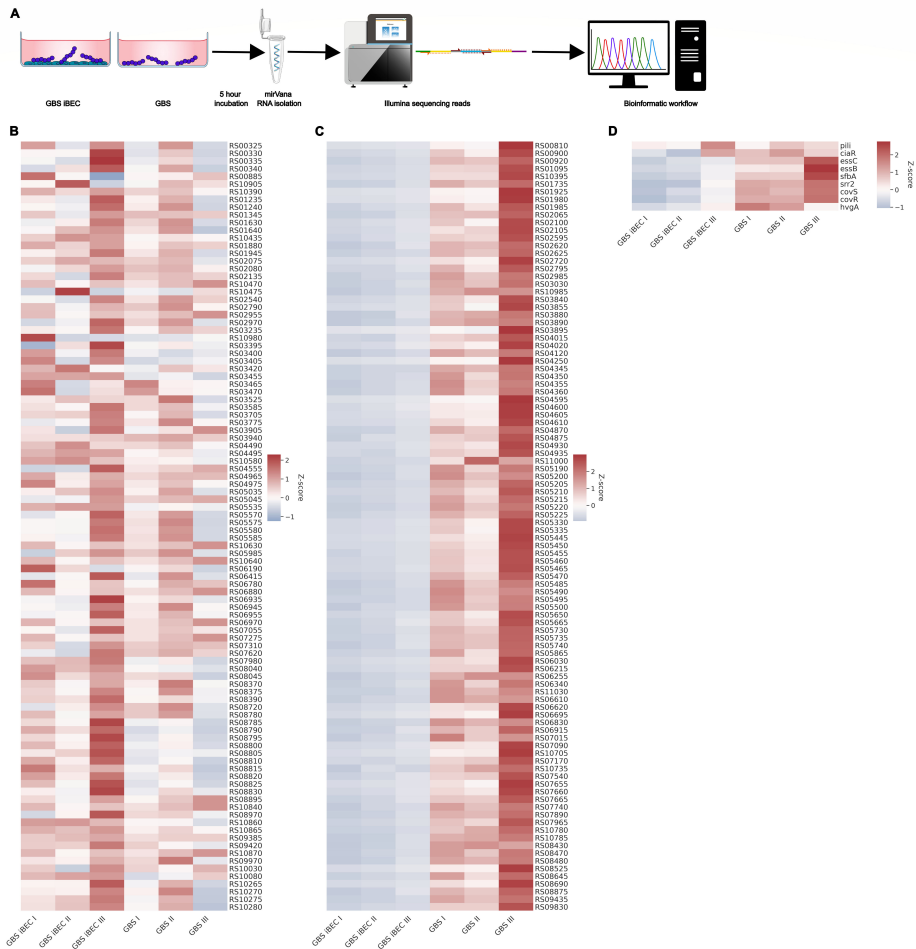 A
GBS iBEC
GBS
5 hour
incubation
mirVana
RNA isolation
Illumina sequencing reads
Bioinformatic workflow
B
RS00325
RS00330
RS00335
RS00340
RS00885
RS10905
RS10390
RS01235
RS01240
RS01345
RS01630
RS01640
RS10435
RS01880
RS01945
RS02075
RS02080
RS02135
RS10470
RS10475
RS02540
RS02790
RS02955
RS02970
RS03235
RS10980
RS03395
RS03400
RS03405
RS03420
RS03455
RS03465
RS03470
RS03525
RS03585
RS03705
RS03775
RS03905
RS03940
RS04490
RS04495
RS10580
RS04555
RS04965
RS04975
RS05035
RS05045
RS05535
RS05570
RS05575
RS05580
RS05585
RS10630
RS05985
RS10640
RS06190
RS06415
RS06780
RS06880
RS06935
RS06945
RS06955
RS06970
RS07055
RS07275
RS07310
RS07620
RS07980
RS08040
RS08045
RS08370
RS08375
RS08390
RS08720
RS08780
RS08785
RS08790
RS08795
RS08800
RS08805
RS08810
RS08815
RS08820
RS08825
RS08830
RS08895
RS10840
RS08970
RS10860
RS10865
RS09385
RS09420
RS10870
RS09970
RS10030
RS10080
RS10265
RS10270
RS10275
RS10280
GBS iBEC I
GBS iBEC II
GBS iBEC III
GBS I
GBS II
GBS III
2
1
0
−1
Z-score
C
RS00810
RS00900
RS00920
RS01095
RS10395
RS01735
RS01925
RS01980
RS01985
RS02065
RS02100
RS02105
RS02595
RS02620
RS02625
RS02720
RS02795
RS02985
RS03030
RS10985
RS03840
RS03855
RS03880
RS03890
RS03895
RS04015
RS04020
RS04120
RS04250
RS04345
RS04350
RS04355
RS04360
RS04595
RS04600
RS04605
RS04610
RS04870
RS04875
RS04930
RS04935
RS11000
RS05190
RS05200
RS05205
RS05210
RS05215
RS05220
RS05225
RS05330
RS05335
RS05445
RS05450
RS05455
RS05460
RS05465
RS05470
RS05485
RS05490
RS05495
RS05500
RS05650
RS05665
RS05730
RS05735
RS05740
RS05865
RS06030
RS06215
RS06255
RS06340
RS11030
RS06610
RS06620
RS06695
RS06830
RS06915
RS07015
RS07090
RS10705
RS07170
RS10735
RS07540
RS07655
RS07660
RS07665
RS07740
RS07890
RS07965
RS10780
RS10785
RS08430
RS08470
RS08480
RS08525
RS08645
RS08690
RS08875
RS09435
RS09830
GBS iBEC I
GBS iBEC II
GBS iBEC III
GBS I
GBS II
GBS III
2
1
0
Z-score
D
pili
ciaR
essC
essB
sfbA
srr2
covS
covR
hvgA
GBS iBEC I
GBS iBEC II
GBS iBEC III
GBS I
GBS II
GBS III
2
1
0
−1
Z-score